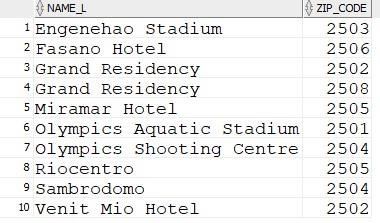 NAME_L ZIP_CODE
1 Engenehao Stadium 2503
2 Fasano Hotel 2506
3 Grand Residency 2502
4 Grand Residency 2508
5 Miramar Hotel 2505
6 Olympics Aquatic Stadium 2501
7 Olympics Shooting Centre 2504
8 Riocentro 2505
9 Sambrodomo 2504
10 Venit Mio Hotel 2502